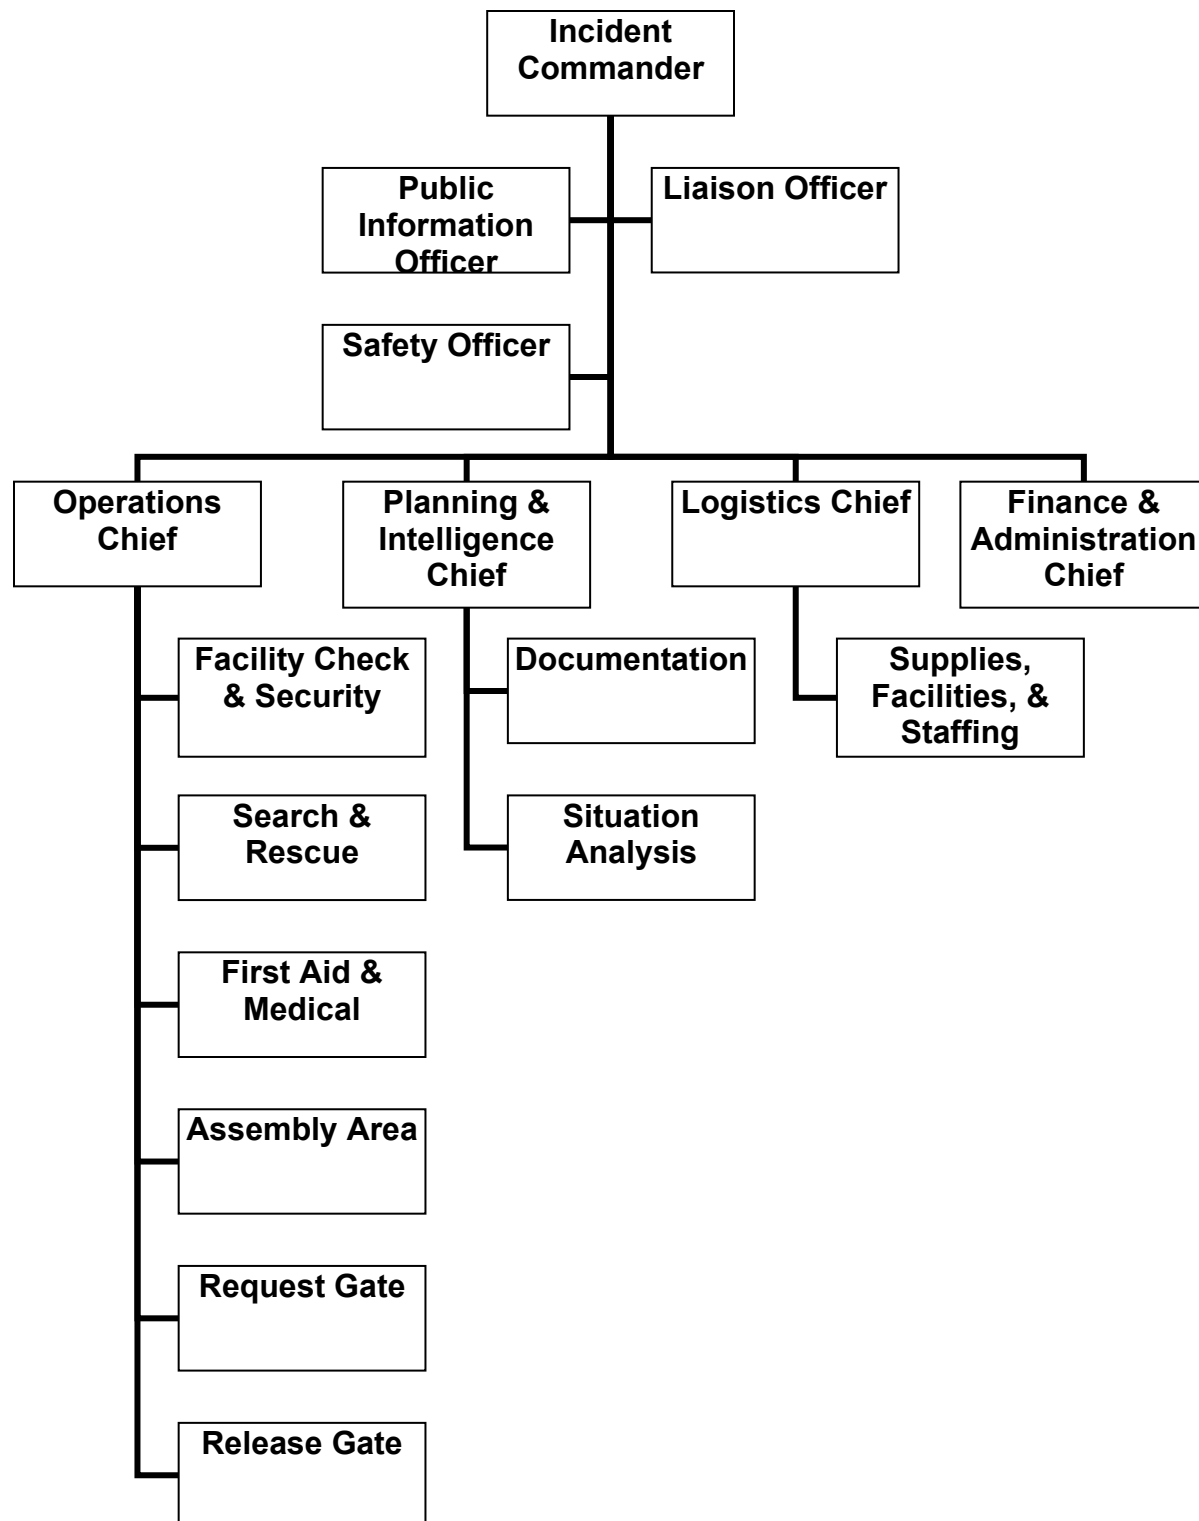 Incident
Commander
Public
Information
Officer
Liaison Officer
Safety Officer
Operations
Chief
Planning &
Intelligence
Chief
Logistics Chief
Finance &
Administration
Chief
Facility Check
& Security
Documentation
Supplies,
Facilities, &
Staffing
Search &
Rescue
Situation
Analysis
First Aid &
Medical
Assembly Area
Request Gate
Release Gate